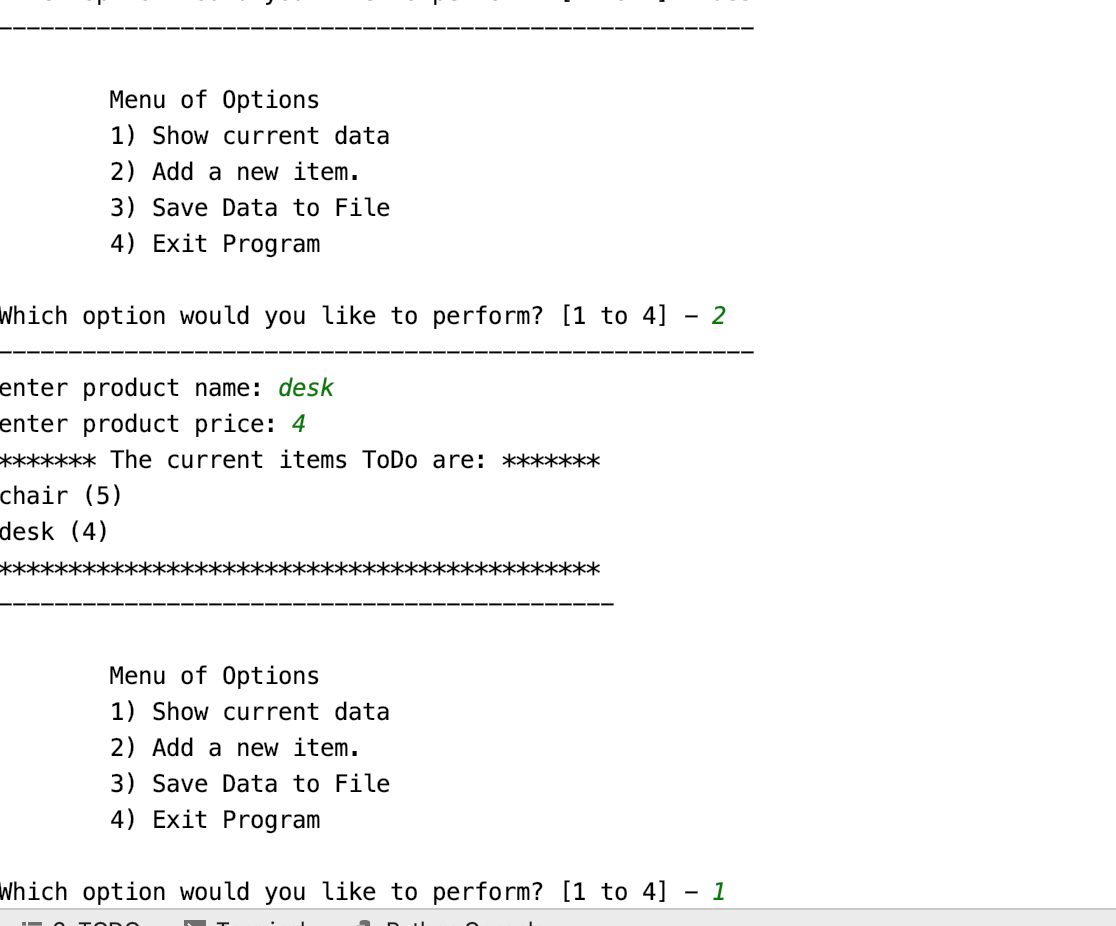 -----------------------------------------------------
Menu of Options
1) Show current data
2) Add a new item.
3) Save Data to File
4) Exit Program
Which option would you like to perform? [1 to 4] - 2
-----------------------------------------------------
enter product name: desk
enter product price: 4
******* The current items ToDo are: *******
chair (5)
desk (4)
*******************************************
--------------------------------------------
Menu of Options
1) Show current data
2) Add a new item.
3) Save Data to File
4) Exit Program
Which option would you like to perform? [1 to 4] - 1